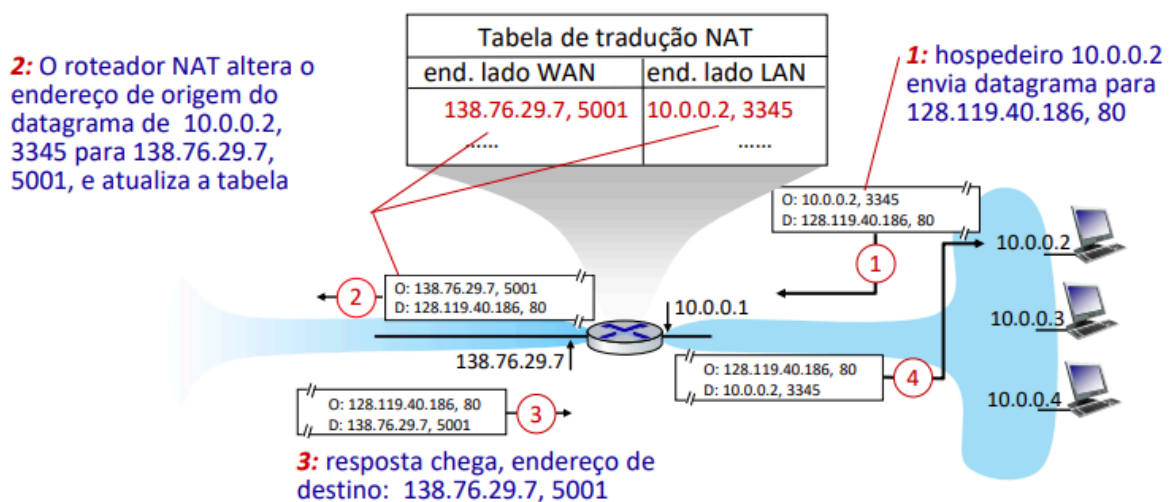 Tabela de tradução NAT
end. lado WAN end. lado LAN
138.76.29.7, 5001 10.0.0.2, 3345
...... ......
2: O roteador NAT altera o
endereço de origem do
datagrama de 10.0.0.2,
3345 para 138.76.29.7,
5001, e atualiza a tabela
1: hospedeiro 10.0.0.2
envia datagrama para
128.119.40.186, 80
O: 10.0.0.2, 3345
D: 128.119.40.186, 80
1
10.0.0.2
2
O: 138.76.29.7, 5001
D: 128.119.40.186, 80
10.0.0.1
10.0.0.3
138.76.29.7
O: 128.119.40.186, 80
D: 10.0.0.2, 3345
4
10.0.0.4
O: 128.119.40.186, 80
D: 138.76.29.7, 5001
3
3: resposta chega, endereço de
destino: 138.76.29.7, 5001